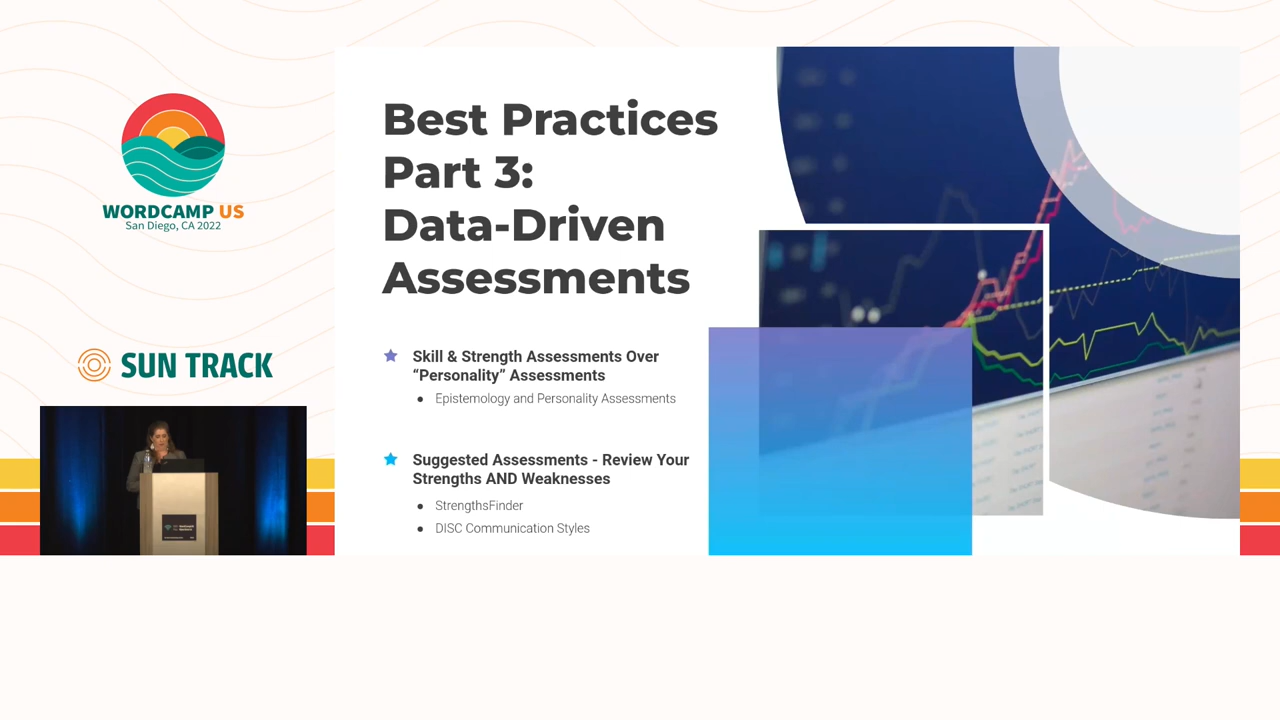 WORDCAMP US
San Diego, CA 2022
SUN TRACK
Best Practices
Part 3:
Data-Driven
Assessments
Skill & Strength Assessments Over
“Personality” Assessments
Epistemology and Personality Assessments
Suggested Assessments - Review Your
Strengths AND Weaknesses
StrengthsFinder
DISC Communication Styles